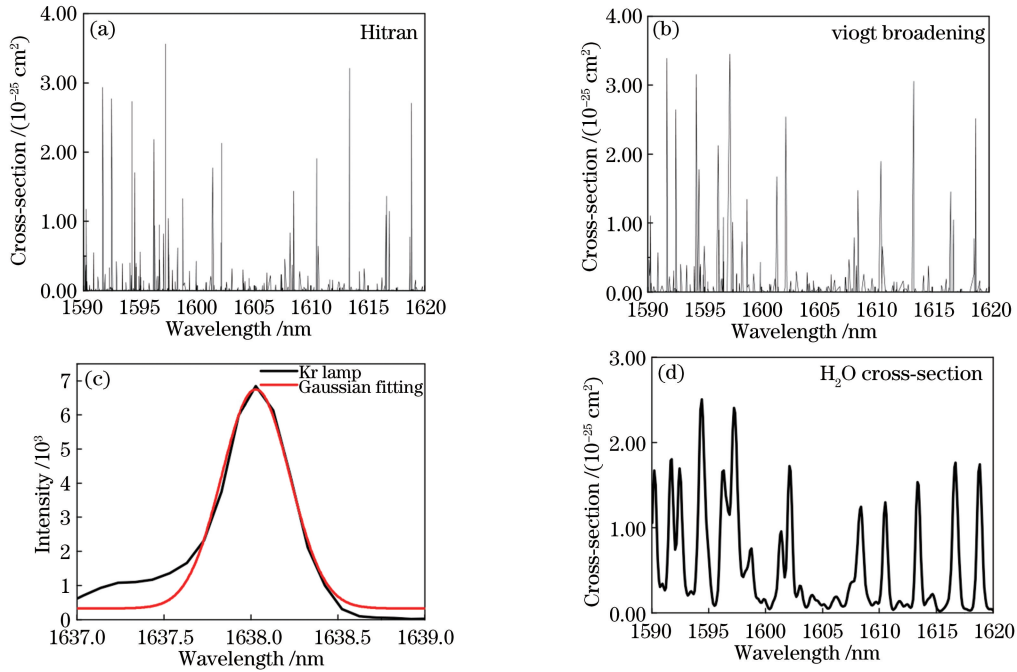 (a)
Hitran
4.00
3.00
2.00
1.00
0.00
Cross-section /(10⁻²⁵ cm²)
1590 1595 1600 1605 1610 1615 1620
Wavelength /nm
(b)
viogt broadening
4.00
3.00
2.00
1.00
0.00
Cross-section /(10⁻²⁵ cm²)
1590 1595 1600 1605 1610 1615 1620
Wavelength /nm
(c)
Kr lamp
Gaussian fitting
7
6
5
4
3
2
1
0
Intensity /10³
1637.0 1637.5 1638.0 1638.5 1639.0
Wavelength /nm
(d)
H₂O cross-section
3.00
2.00
1.00
0.00
Cross-section /(10⁻²⁵ cm²)
1590 1595 1600 1605 1610 1615 1620
Wavelength /nm